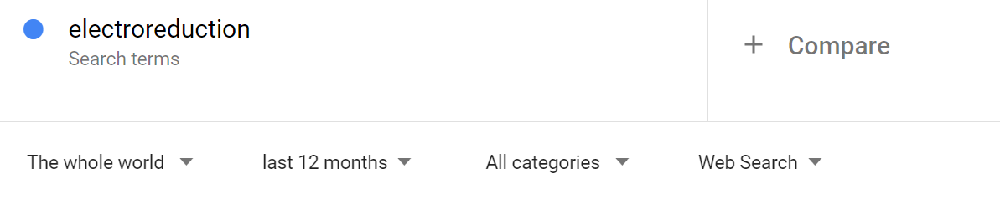 electroreduction
Search terms
+ Compare
The whole world
last 12 months
All categories
Web Search